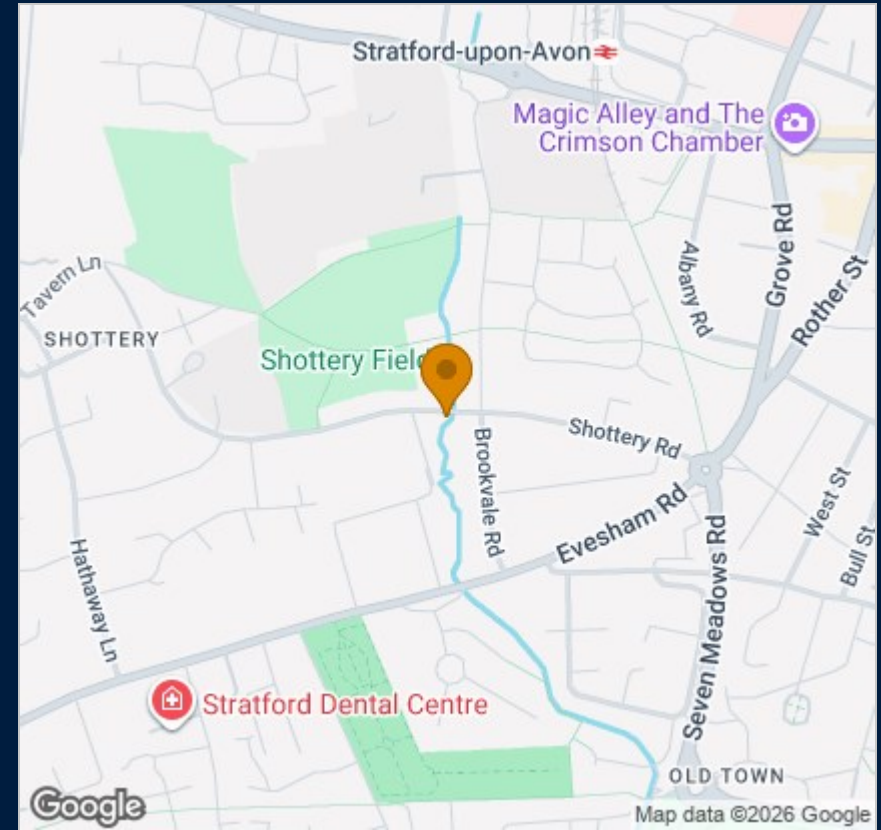 Stratford-upon-Avon
Magic Alley and The
Crimson Chamber
Grove Rd
Albany Rd
Rother St
Tavern Ln
SHOTTERY
Shottery Field
Shottery Rd
Brookvale Rd
Evesham Rd
West St
Bull St
Hathaway Ln
Seven Meadows Rd
Stratford Dental Centre
OLD TOWN
Google
Map data ©2026 Google